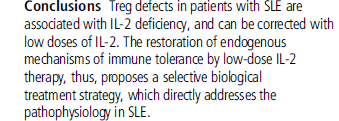 Conclusions Treg defects in patients with SLE are
associated with IL-2 deficiency, and can be corrected with
low doses of IL-2. The restoration of endogenous
mechanisms of immune tolerance by low-dose IL-2
therapy, thus, proposes a selective biological
treatment strategy, which directly addresses the
pathophysiology in SLE.